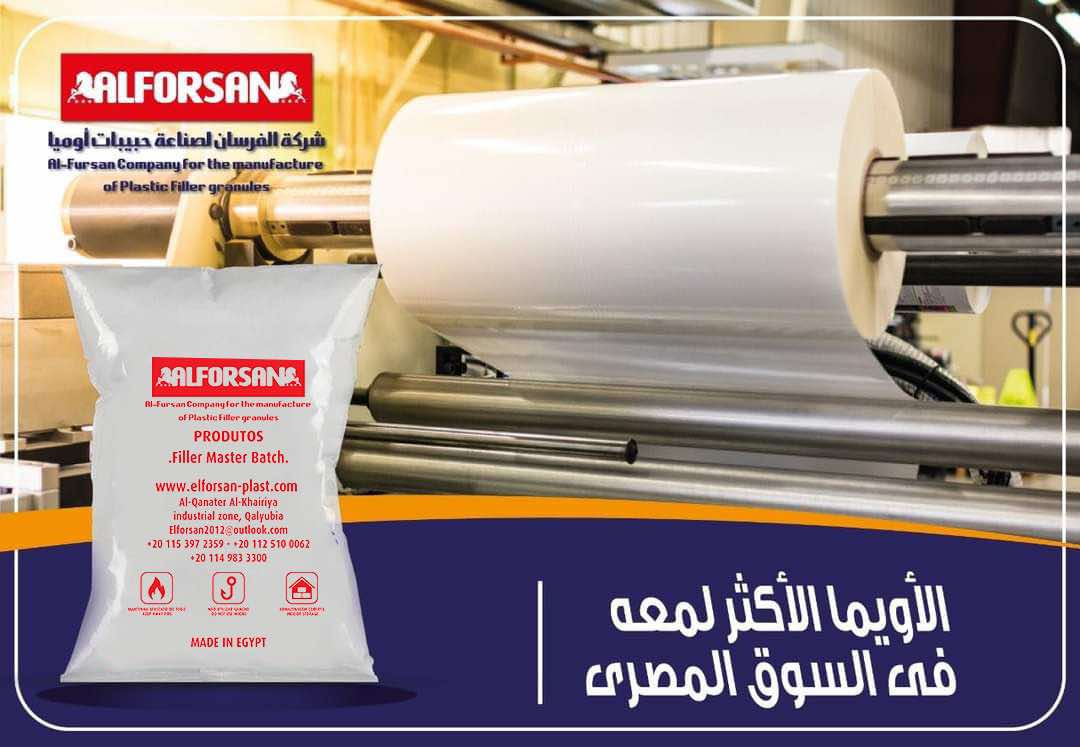 ALFORSAN
شركة الفرسان لصناعة حبيبات أوميا
Al-Fursan Company for the manufacture
of Plastic Filler granules
ALFORSAN
Al-Fursan Company for the manufacture
of Plastic Filler granules
PRODUTOS
.Filler Master Batch.
www.elforsan-plast.com
Al-Qanater Al-Khairiya
industrial zone, Qalyubia
Elforsan2012@outlook.com
+20 115 397 2359 - +20 112 510 0062
+20 114 983 3300
MADE IN EGYPT
الأويما الأكثر لمعه
فى السوق المصرى